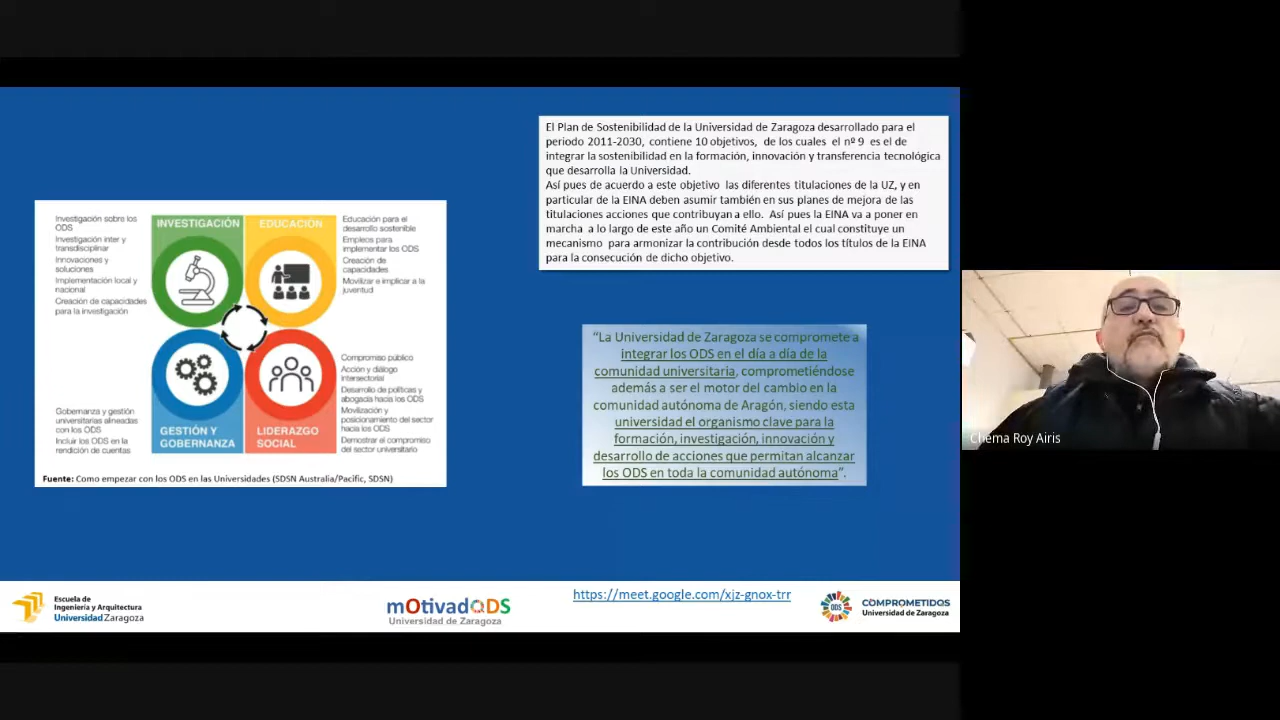 El Plan de Sostenibilidad de la Universidad de Zaragoza desarrollado para el
periodo 2011-2030, contiene 10 objetivos, de los cuales el nº 9 es el de
integrar la sostenibilidad en la formación, innovación y transferencia tecnológica
que desarrolla la Universidad.
Así pues de acuerdo a este objetivo las diferentes titulaciones de la UZ, y en
particular de la EINA deben asumir también en sus planes de mejora de las
titulaciones acciones que contribuyan a ello. Así pues la EINA va a poner en
marcha a lo largo de este año un Comité Ambiental el cual constituye un
mecanismo para armonizar la contribución desde todos los títulos de la EINA
para la consecución de dicho objetivo.
Investigación sobre los
ODS
Investigación inter y
transdisciplinar
Innovaciones y
soluciones
Implementación local y
nacional
Creación de capacidades
para la investigación
INVESTIGACIÓN
EDUCACIÓN
Educación para el
desarrollo sostenible
Empleos para
implementar los ODS
Creación de
capacidades
Movilizar e implicar a la
juventud
Gobernanza y gestión
universitarias alineadas
con los ODS
Incluir los ODS en la
rendición de cuentas
GESTIÓN Y
GOBERNANZA
LIDERAZGO
SOCIAL
Compromiso público
Acción y diálogo
intersectorial
Desarrollo de políticas y
abogacía hacia los ODS
Movilización y
posicionamiento del sector
hacia los ODS
Demostrar el compromiso
del sector universitario
Fuente: Como empezar con los ODS en las Universidades (SDSN Australia/Pacific, SDSN)
“La Universidad de Zaragoza se compromete a
integrar los ODS en el día a día de la
comunidad universitaria, comprometiéndose
además a ser el motor del cambio en la
comunidad autónoma de Aragón, siendo esta
universidad el organismo clave para la
formación, investigación, innovación y
desarrollo de acciones que permitan alcanzar
los ODS en toda la comunidad autónoma”.
Chema Roy Airis
Escuela de
Ingeniería y Arquitectura
Universidad Zaragoza
mOtivadODS
Universidad de Zaragoza
https://meet.google.com/xjz-gnox-trr
ODS
COMPROMETIDOS
Universidad de Zaragoza